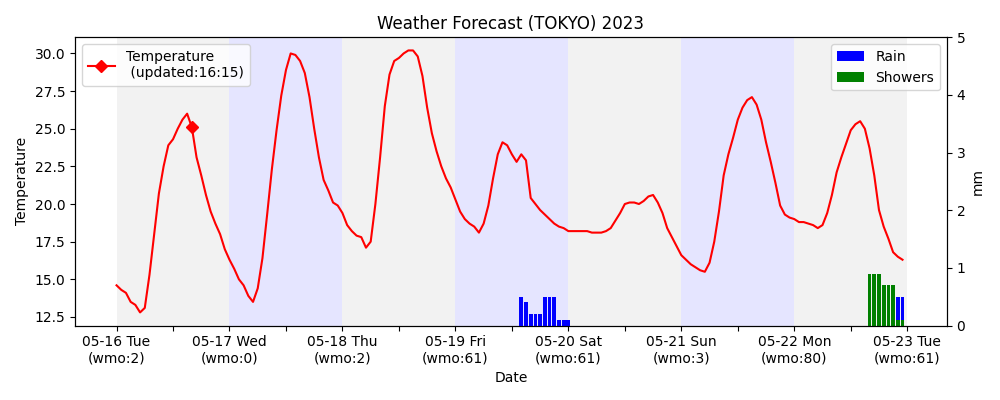 Weather Forecast (TOKYO) 2023
Temperature
(updated:16:15)
Rain
Showers
Temperature
30.0
27.5
25.0
22.5
20.0
17.5
15.0
12.5
5
4
3
2
1
0
mm
05-16 Tue
(wmo:2)
05-17 Wed
(wmo:0)
05-18 Thu
(wmo:2)
05-19 Fri
(wmo:61)
05-20 Sat
(wmo:61)
05-21 Sun
(wmo:3)
05-22 Mon
(wmo:80)
05-23 Tue
(wmo:61)
Date